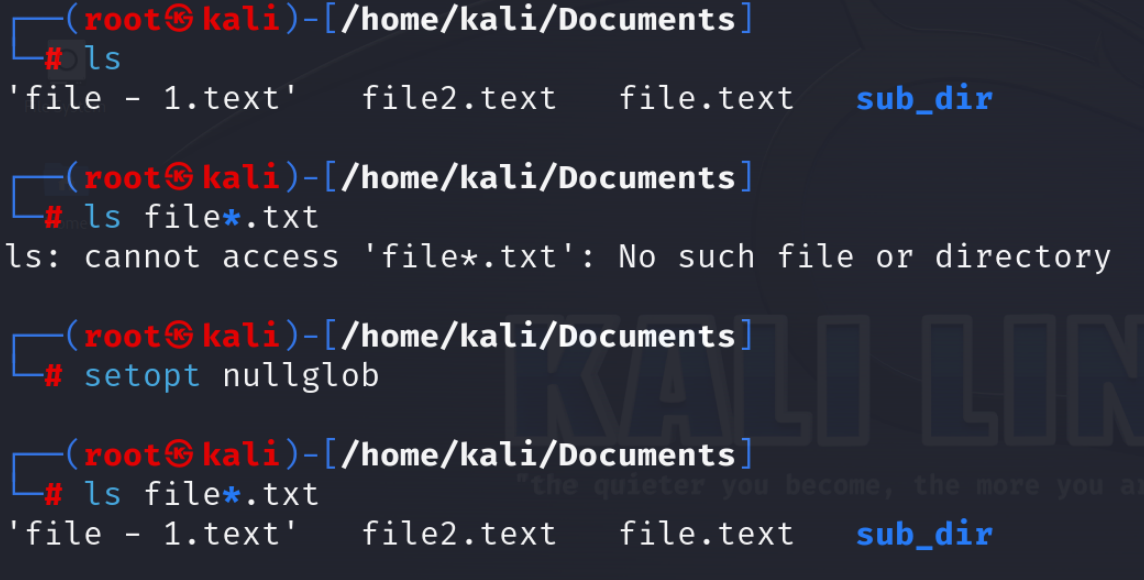 ┌──(root㉿kali)-[/home/kali/Documents]
└─# ls
'file - 1.text'   file2.text   file.text   sub_dir
┌──(root㉿kali)-[/home/kali/Documents]
└─# ls file*.txt
ls: cannot access 'file*.txt': No such file or directory
┌──(root㉿kali)-[/home/kali/Documents]
└─# setopt nullglob
┌──(root㉿kali)-[/home/kali/Documents]
└─# ls file*.txt
'file - 1.text'   file2.text   file.text   sub_dir
KALI LIN
"the quieter you become, the more you